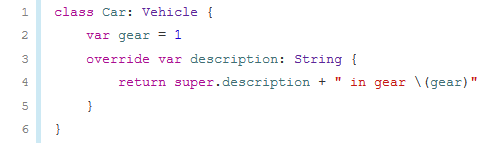 1 class Car: Vehicle {
2     var gear = 1
3     override var description: String {
4         return super.description + " in gear \(gear)"
5     }
6 }